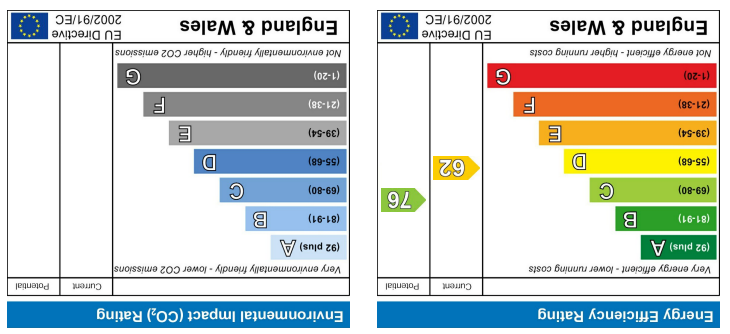 Energy Efficiency Rating
Current Potential
Very energy efficient - lower running costs
(92 plus) A
(81-91) B
(69-80) C
(55-68) D
(39-54) E
(21-38) F
(1-20) G
62
76
Not energy efficient - higher running costs
England & Wales
EU Directive
2002/91/EC
Environmental Impact (CO₂) Rating
Current Potential
Very environmentally friendly - lower CO2 emissions
(92 plus) A
(81-91) B
(69-80) C
(55-68) D
(39-54) E
(21-38) F
(1-20) G
Not environmentally friendly - higher CO2 emissions
England & Wales
EU Directive
2002/91/EC